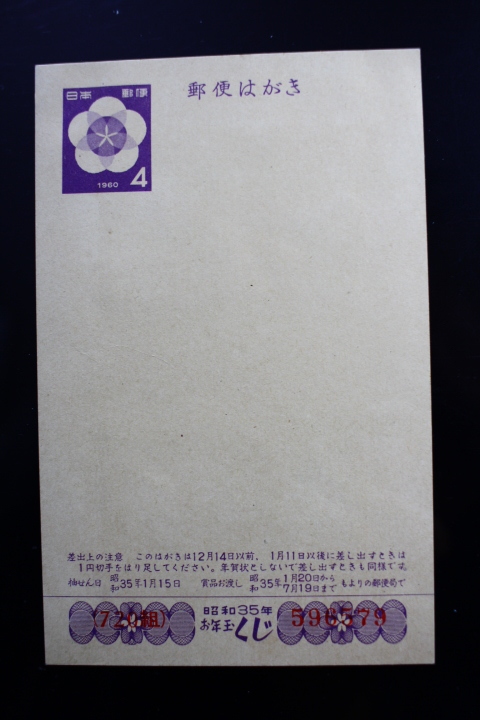 日本 郵便
1960 4
郵便はがき
差出上の注意 このはがきは12月14日以前，1月11日以後に差し出すときは
1円切手をはり足してください。年賀状としないで差し出すときも同様です。
抽せん日 昭和35年1月15日 賞品お渡し 昭和35年 1月20日から 7月19日まで もよりの郵便局で
昭和35年
お年玉くじ
596579